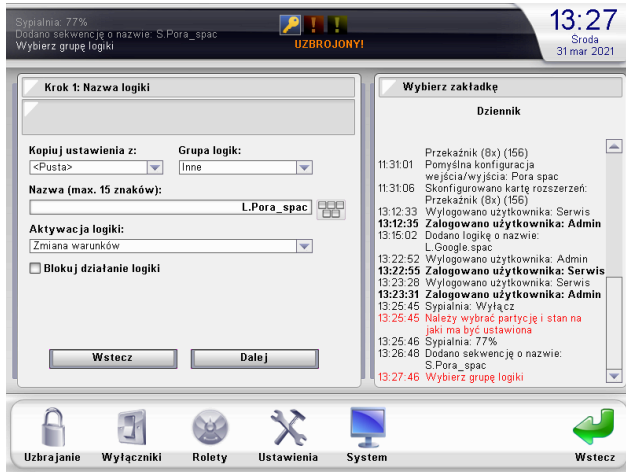 Sypialnia: 77%
Dodano sekwencję o nazwie: S.Pora_spac
Wybierz grupę logiki
UZBROJONY!
13:27
Sroda
31 mar 2021
Krok 1: Nazwa logiki
Kopiuj ustawienia z:
Grupa logik:
<Pusta>
Inne
Nazwa (max. 15 znaków):
L.Pora_spac
Aktywacja logiki:
Zmiana warunków
Blokuj działanie logiki
Wstecz
Dalej
Wybierz zakładkę
Dziennik
Przekaźnik (8x) (156)
11:31:01 Pomyślna konfiguracja
wejścia/wyjścia: Pora spac
11:31:06 Skonfigurowano kartę rozszerzeń:
Przekaźnik (8x) (156)
13:12:33 Wylogowano użytkownika: Serwis
13:12:35 Zalogowano użytkownika: Admin
13:15:02 Dodano logikę o nazwie:
L.Google.spac
13:22:52 Wylogowano użytkownika: Admin
13:22:55 Zalogowano użytkownika: Serwis
13:23:28 Wylogowano użytkownika: Serwis
13:23:31 Zalogowano użytkownika: Admin
13:25:45 Sypialnia: Wyłącz
13:25:45 Należy wybrać partycję i stan na
jaki ma być ustawiona
13:25:46 Sypialnia: 77%
13:26:48 Dodano sekwencję o nazwie:
S.Pora_spac
13:27:46 Wybierz grupę logiki
Uzbrajanie
Wyłączniki
Rolety
Ustawienia
System
Wstecz